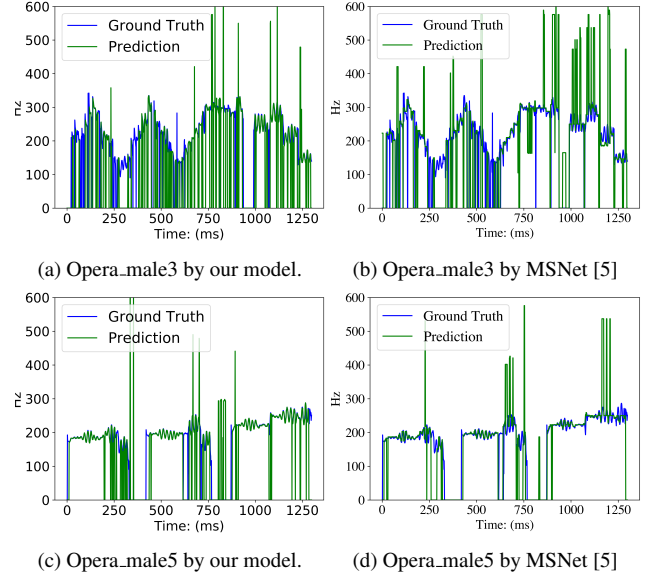 600
500
400
300
200
100
0
Hz
Ground Truth
Prediction
0 250 500 750 1000 1250
Time: (ms)
(a) Opera_male3 by our model.
600
500
400
300
200
100
0
Hz
Ground Truth
Prediction
0 250 500 750 1000 1250
Time: (ms)
(b) Opera_male3 by MSNet [5]
600
500
400
300
200
100
0
Hz
Ground Truth
Prediction
0 250 500 750 1000 1250
Time: (ms)
(c) Opera_male5 by our model.
600
500
400
300
200
100
0
Hz
Ground Truth
Prediction
0 250 500 750 1000 1250
Time: (ms)
(d) Opera_male5 by MSNet [5]